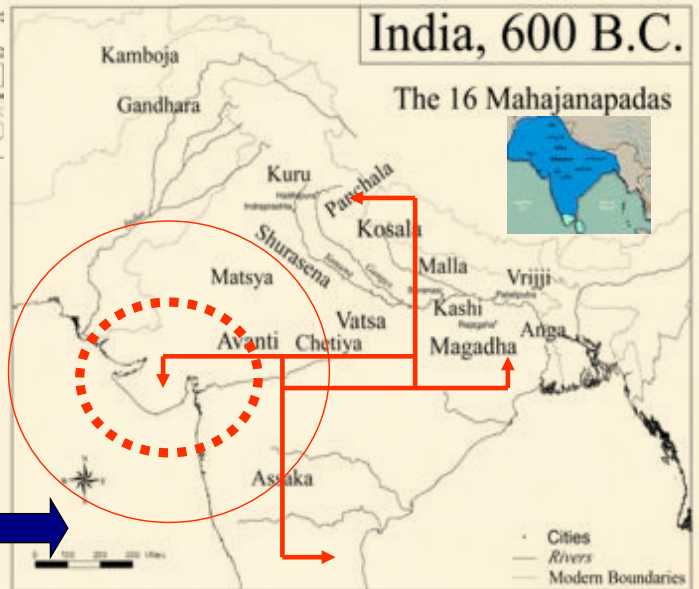 India, 600 B.C.
The 16 Mahajanapadas
Kamboja
Gandhara
Kuru
Panchala
Indraprastha
Kosala
Shurasena
Matsya
Malla
Vrijji
Kashi
Vatsa
Anga
Avanti
Chetiya
Magadha
Assaka
Cities
Rivers
Modern Boundaries